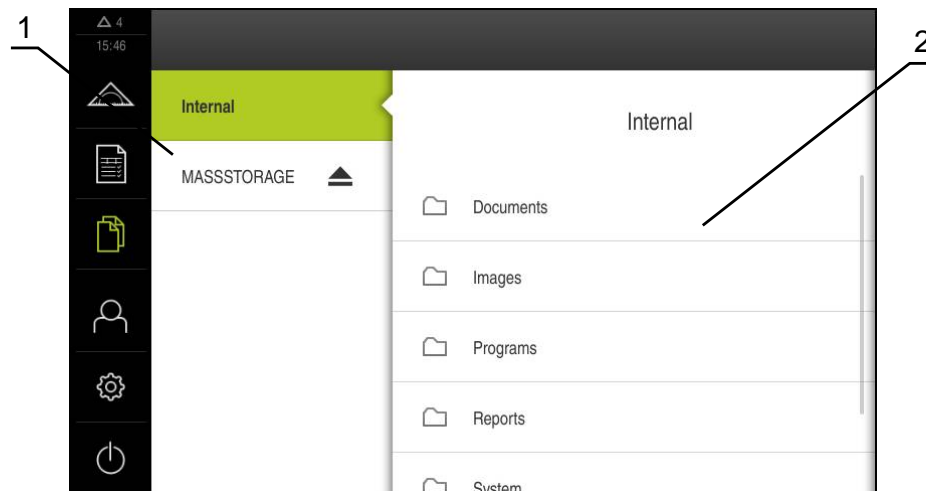 1
2
4
15:46
Internal
MASSSTORAGE
Internal
Documents
Images
Programs
Reports
System